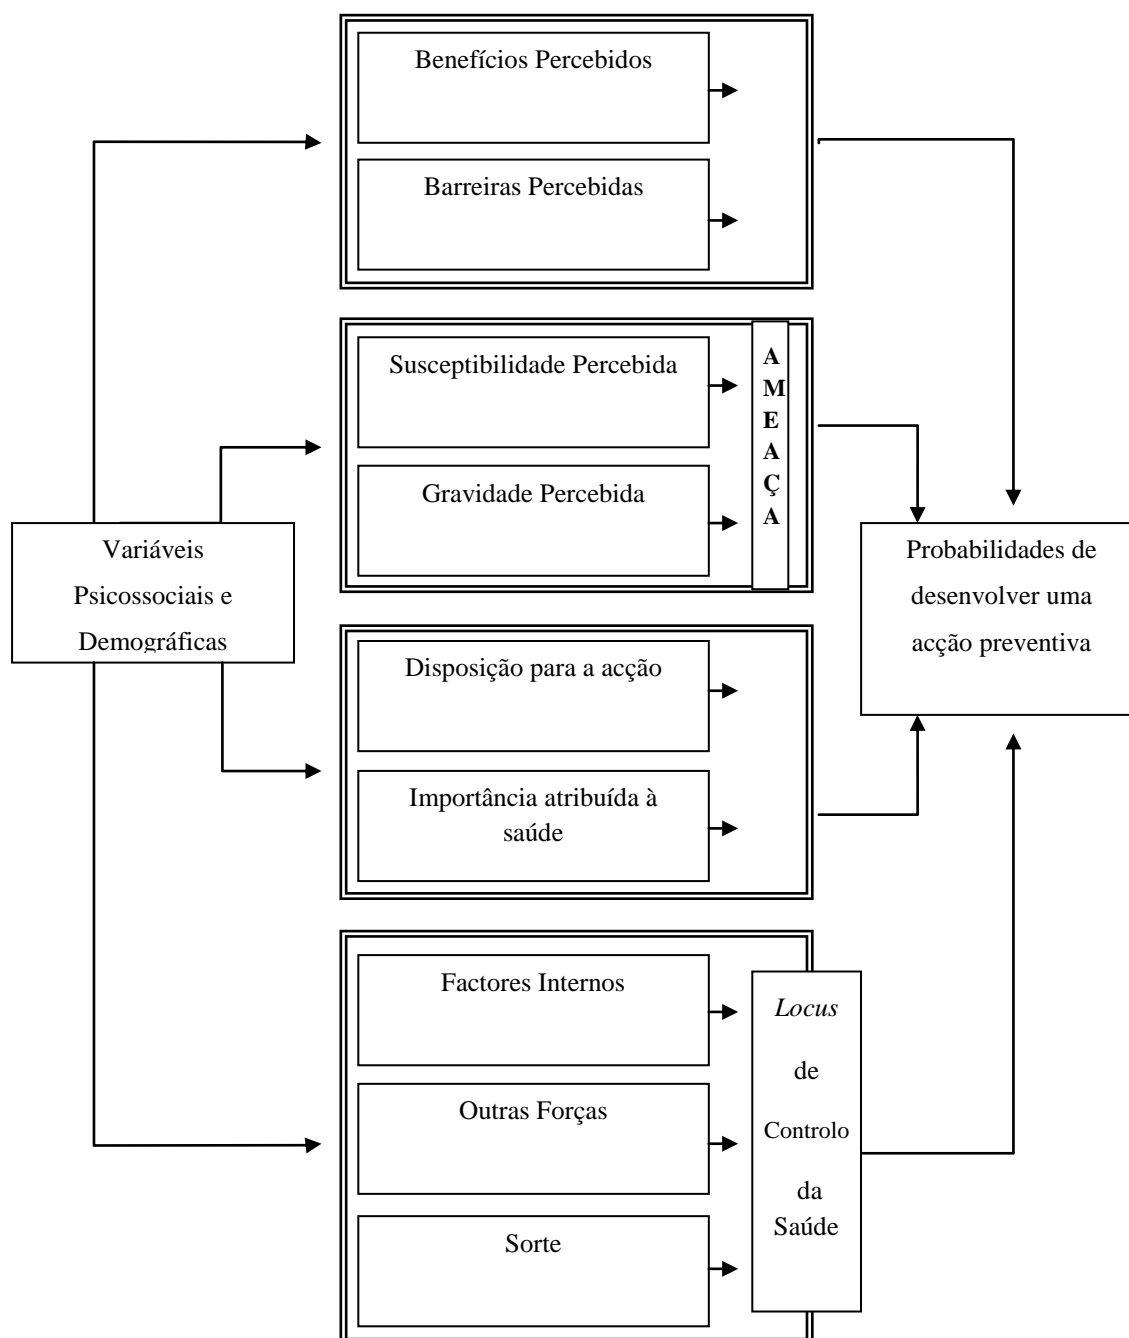 Benefícios Percebidos
Barreiras Percebidas
Susceptibilidade Percebida
Gravidade Percebida
A
M
E
A
Ç
A
Variáveis
Psicossociais e
Demográficas
Probabilidades de
desenvolver uma
acção preventiva
Disposição para a acção
Importância atribuída à
saúde
Factores Internos
Outras Forças
Sorte
Locus
de
Controlo
da
Saúde